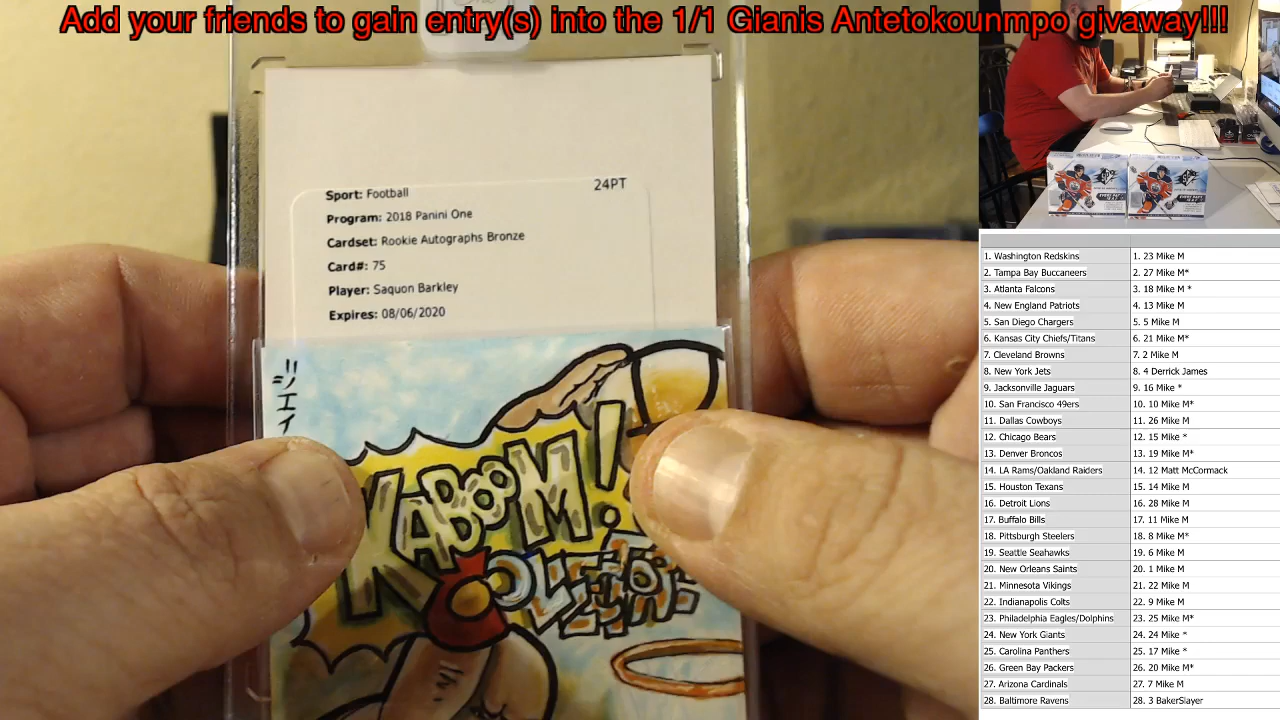 Add your friends to gain entry(s) into the 1/1 Gianis Antetokounmpo givaway!!!
24PT
Sport: Football
Program: 2018 Panini One
Cardset: Rookie Autographs Bronze
Card#: 75
Player: Saquon Barkley
Expires: 08/06/2020
KABOOM!
1. Washington Redskins 1. 23 Mike M
2. Tampa Bay Buccaneers 2. 27 Mike M*
3. Atlanta Falcons 3. 18 Mike M *
4. New England Patriots 4. 13 Mike M
5. San Diego Chargers 5. 5 Mike M
6. Kansas City Chiefs/Titans 6. 21 Mike M*
7. Cleveland Browns 7. 2 Mike M
8. New York Jets 8. 4 Derrick James
9. Jacksonville Jaguars 9. 16 Mike *
10. San Francisco 49ers 10. 10 Mike M*
11. Dallas Cowboys 11. 26 Mike M
12. Chicago Bears 12. 15 Mike *
13. Denver Broncos 13. 19 Mike M*
14. LA Rams/Oakland Raiders 14. 12 Matt McCormack
15. Houston Texans 15. 14 Mike M
16. Detroit Lions 16. 28 Mike M
17. Buffalo Bills 17. 11 Mike M
18. Pittsburgh Steelers 18. 8 Mike M*
19. Seattle Seahawks 19. 6 Mike M
20. New Orleans Saints 20. 1 Mike M
21. Minnesota Vikings 21. 22 Mike M
22. Indianapolis Colts 22. 9 Mike M
23. Philadelphia Eagles/Dolphins 23. 25 Mike M*
24. New York Giants 24. 24 Mike *
25. Carolina Panthers 25. 17 Mike *
26. Green Bay Packers 26. 20 Mike M*
27. Arizona Cardinals 27. 7 Mike M
28. Baltimore Ravens 28. 3 BakerSlayer